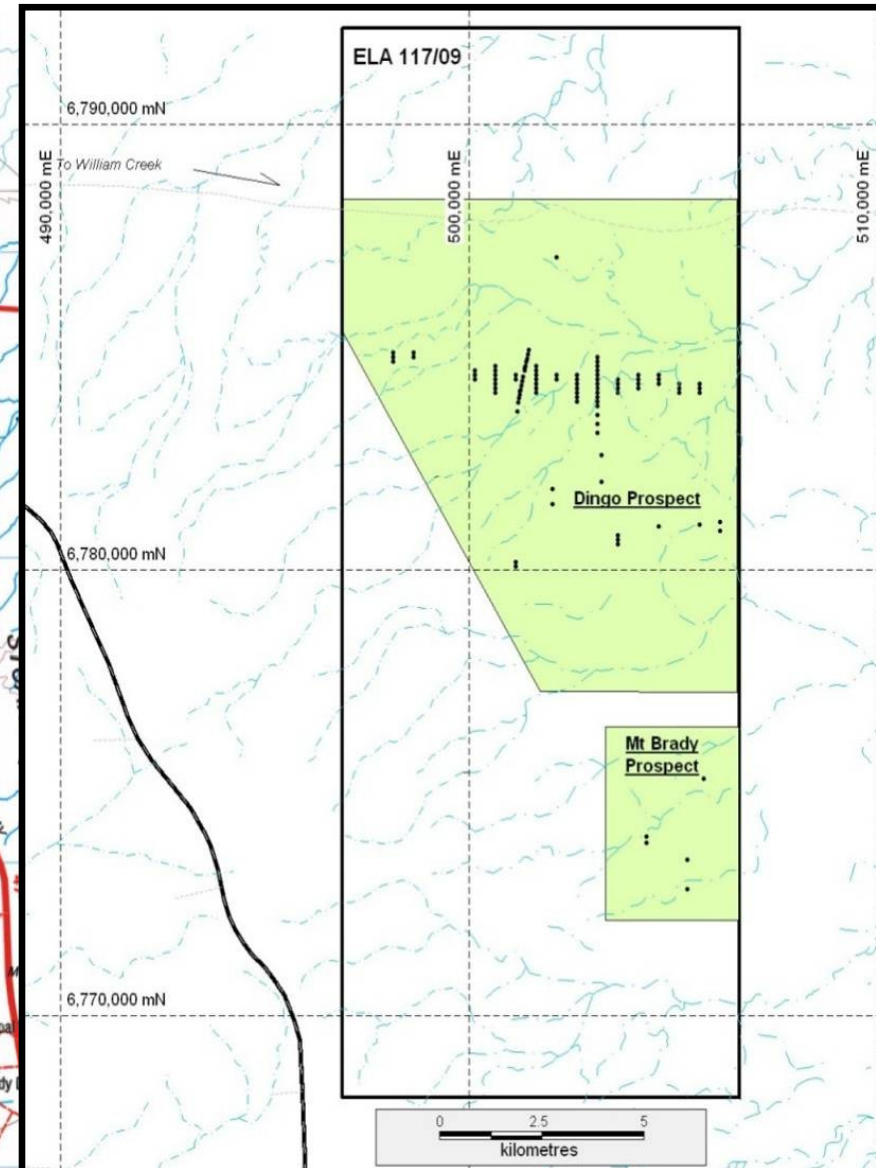 ELA 117/09
6,790,000 mN
To William Creek
490,000 mE
500,000 mE
510,000 mE
Dingo Prospect
6,780,000 mN
Mt Brady
Prospect
6,770,000 mN
0 2.5 5
kilometres